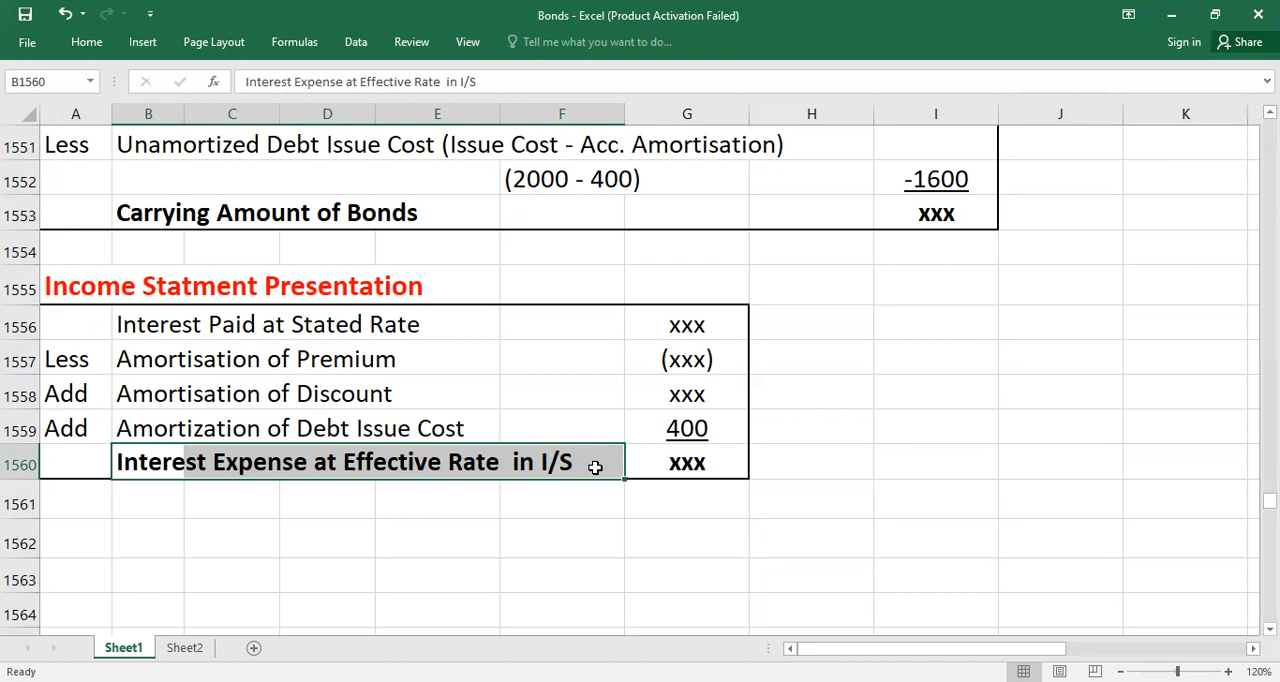 Bonds - Excel (Product Activation Failed)
File Home Insert Page Layout Formulas Data Review View Tell me what you want to do... Sign in Share
B1560 fx Interest Expense at Effective Rate in I/S
A B C D E F G H I J K
1551 Less Unamortized Debt Issue Cost (Issue Cost - Acc. Amortisation)
1552 (2000 - 400) -1600
1553 Carrying Amount of Bonds xxx
1554
1555 Income Statment Presentation
1556 Interest Paid at Stated Rate xxx
1557 Less Amortisation of Premium (xxx)
1558 Add Amortisation of Discount xxx
1559 Add Amortization of Debt Issue Cost 400
1560 Interest Expense at Effective Rate in I/S xxx
1561
1562
1563
1564
Sheet1 Sheet2
Ready 120%